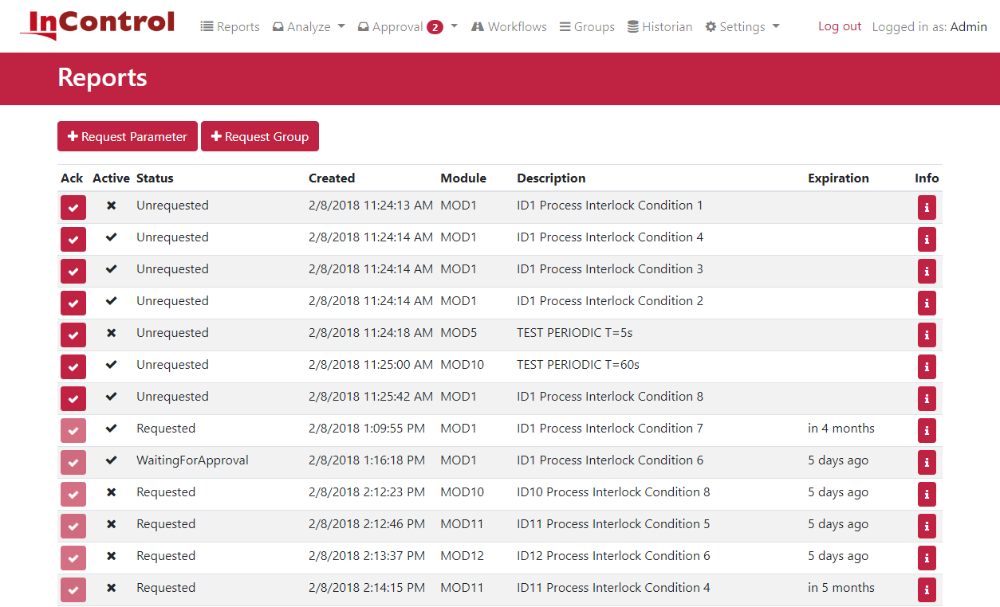 InControl Reports Analyze Approval 2 Workflows Groups Historian Settings Log out Logged in as: Admin
Reports
Request Parameter Request Group
Ack Active Status Created Module Description Expiration Info
Unrequested 2/8/2018 11:24:13 AM MOD1 ID1 Process Interlock Condition 1
Unrequested 2/8/2018 11:24:14 AM MOD1 ID1 Process Interlock Condition 4
Unrequested 2/8/2018 11:24:14 AM MOD1 ID1 Process Interlock Condition 3
Unrequested 2/8/2018 11:24:14 AM MOD1 ID1 Process Interlock Condition 2
Unrequested 2/8/2018 11:24:18 AM MOD5 TEST PERIODIC T=5s
Unrequested 2/8/2018 11:25:00 AM MOD10 TEST PERIODIC T=60s
Unrequested 2/8/2018 11:25:42 AM MOD1 ID1 Process Interlock Condition 8
Requested 2/8/2018 1:09:55 PM MOD1 ID1 Process Interlock Condition 7 in 4 months
WaitingForApproval 2/8/2018 1:16:18 PM MOD1 ID1 Process Interlock Condition 6 5 days ago
Requested 2/8/2018 2:12:23 PM MOD10 ID10 Process Interlock Condition 8 5 days ago
Requested 2/8/2018 2:12:46 PM MOD11 ID11 Process Interlock Condition 5 5 days ago
Requested 2/8/2018 2:13:37 PM MOD12 ID12 Process Interlock Condition 6 5 days ago
Requested 2/8/2018 2:14:15 PM MOD11 ID11 Process Interlock Condition 4 in 5 months